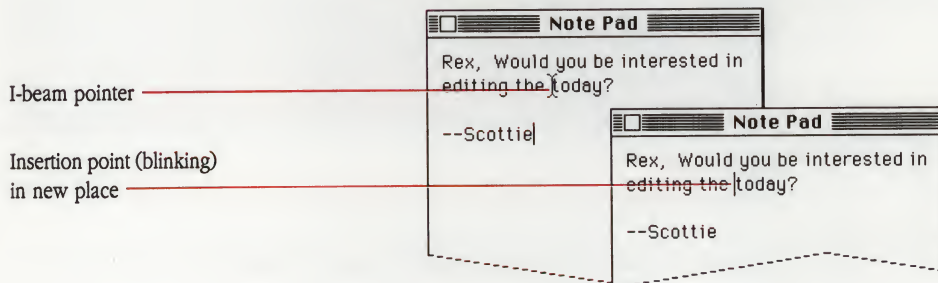 Note Pad
Rex, Would you be interested in
editing the today?
--Scottie
I-beam pointer
Insertion point (blinking)
in new place
Note Pad
Rex, Would you be interested in
editing the today?
--Scottie